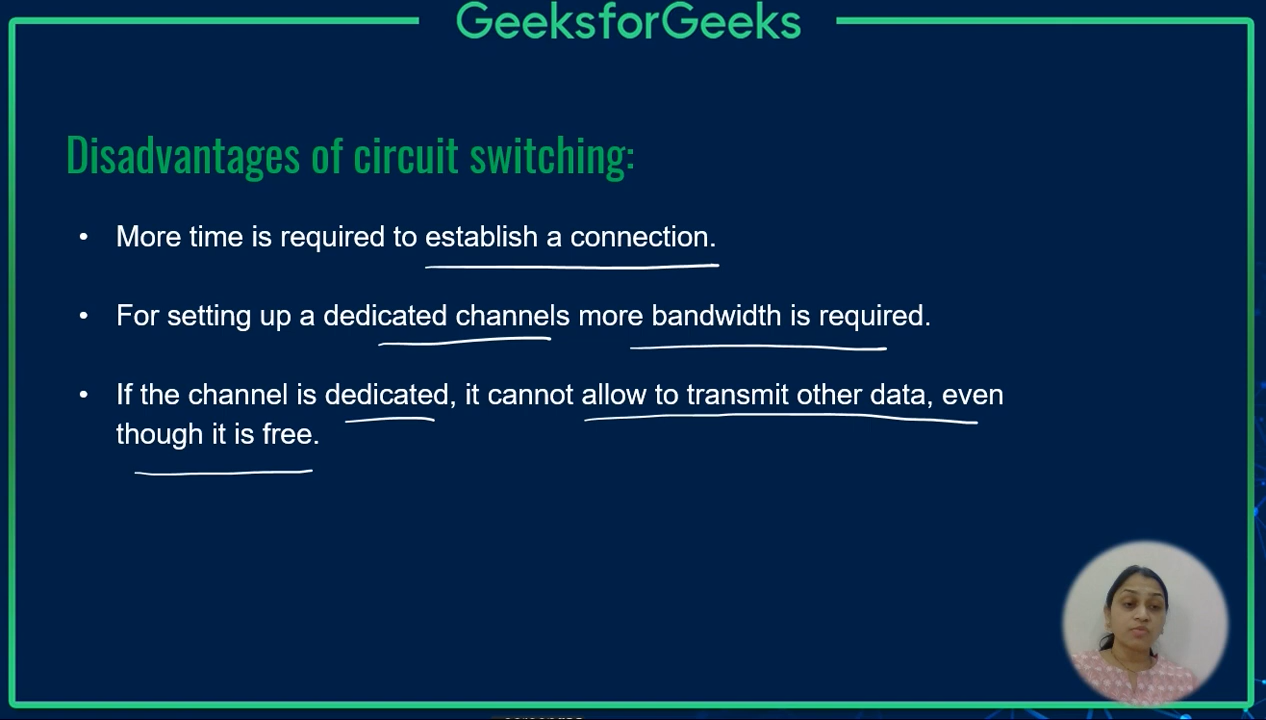 GeeksforGeeks
Disadvantages of circuit switching:
• More time is required to establish a connection.
• For setting up a dedicated channels more bandwidth is required.
• If the channel is dedicated, it cannot allow to transmit other data, even
though it is free.